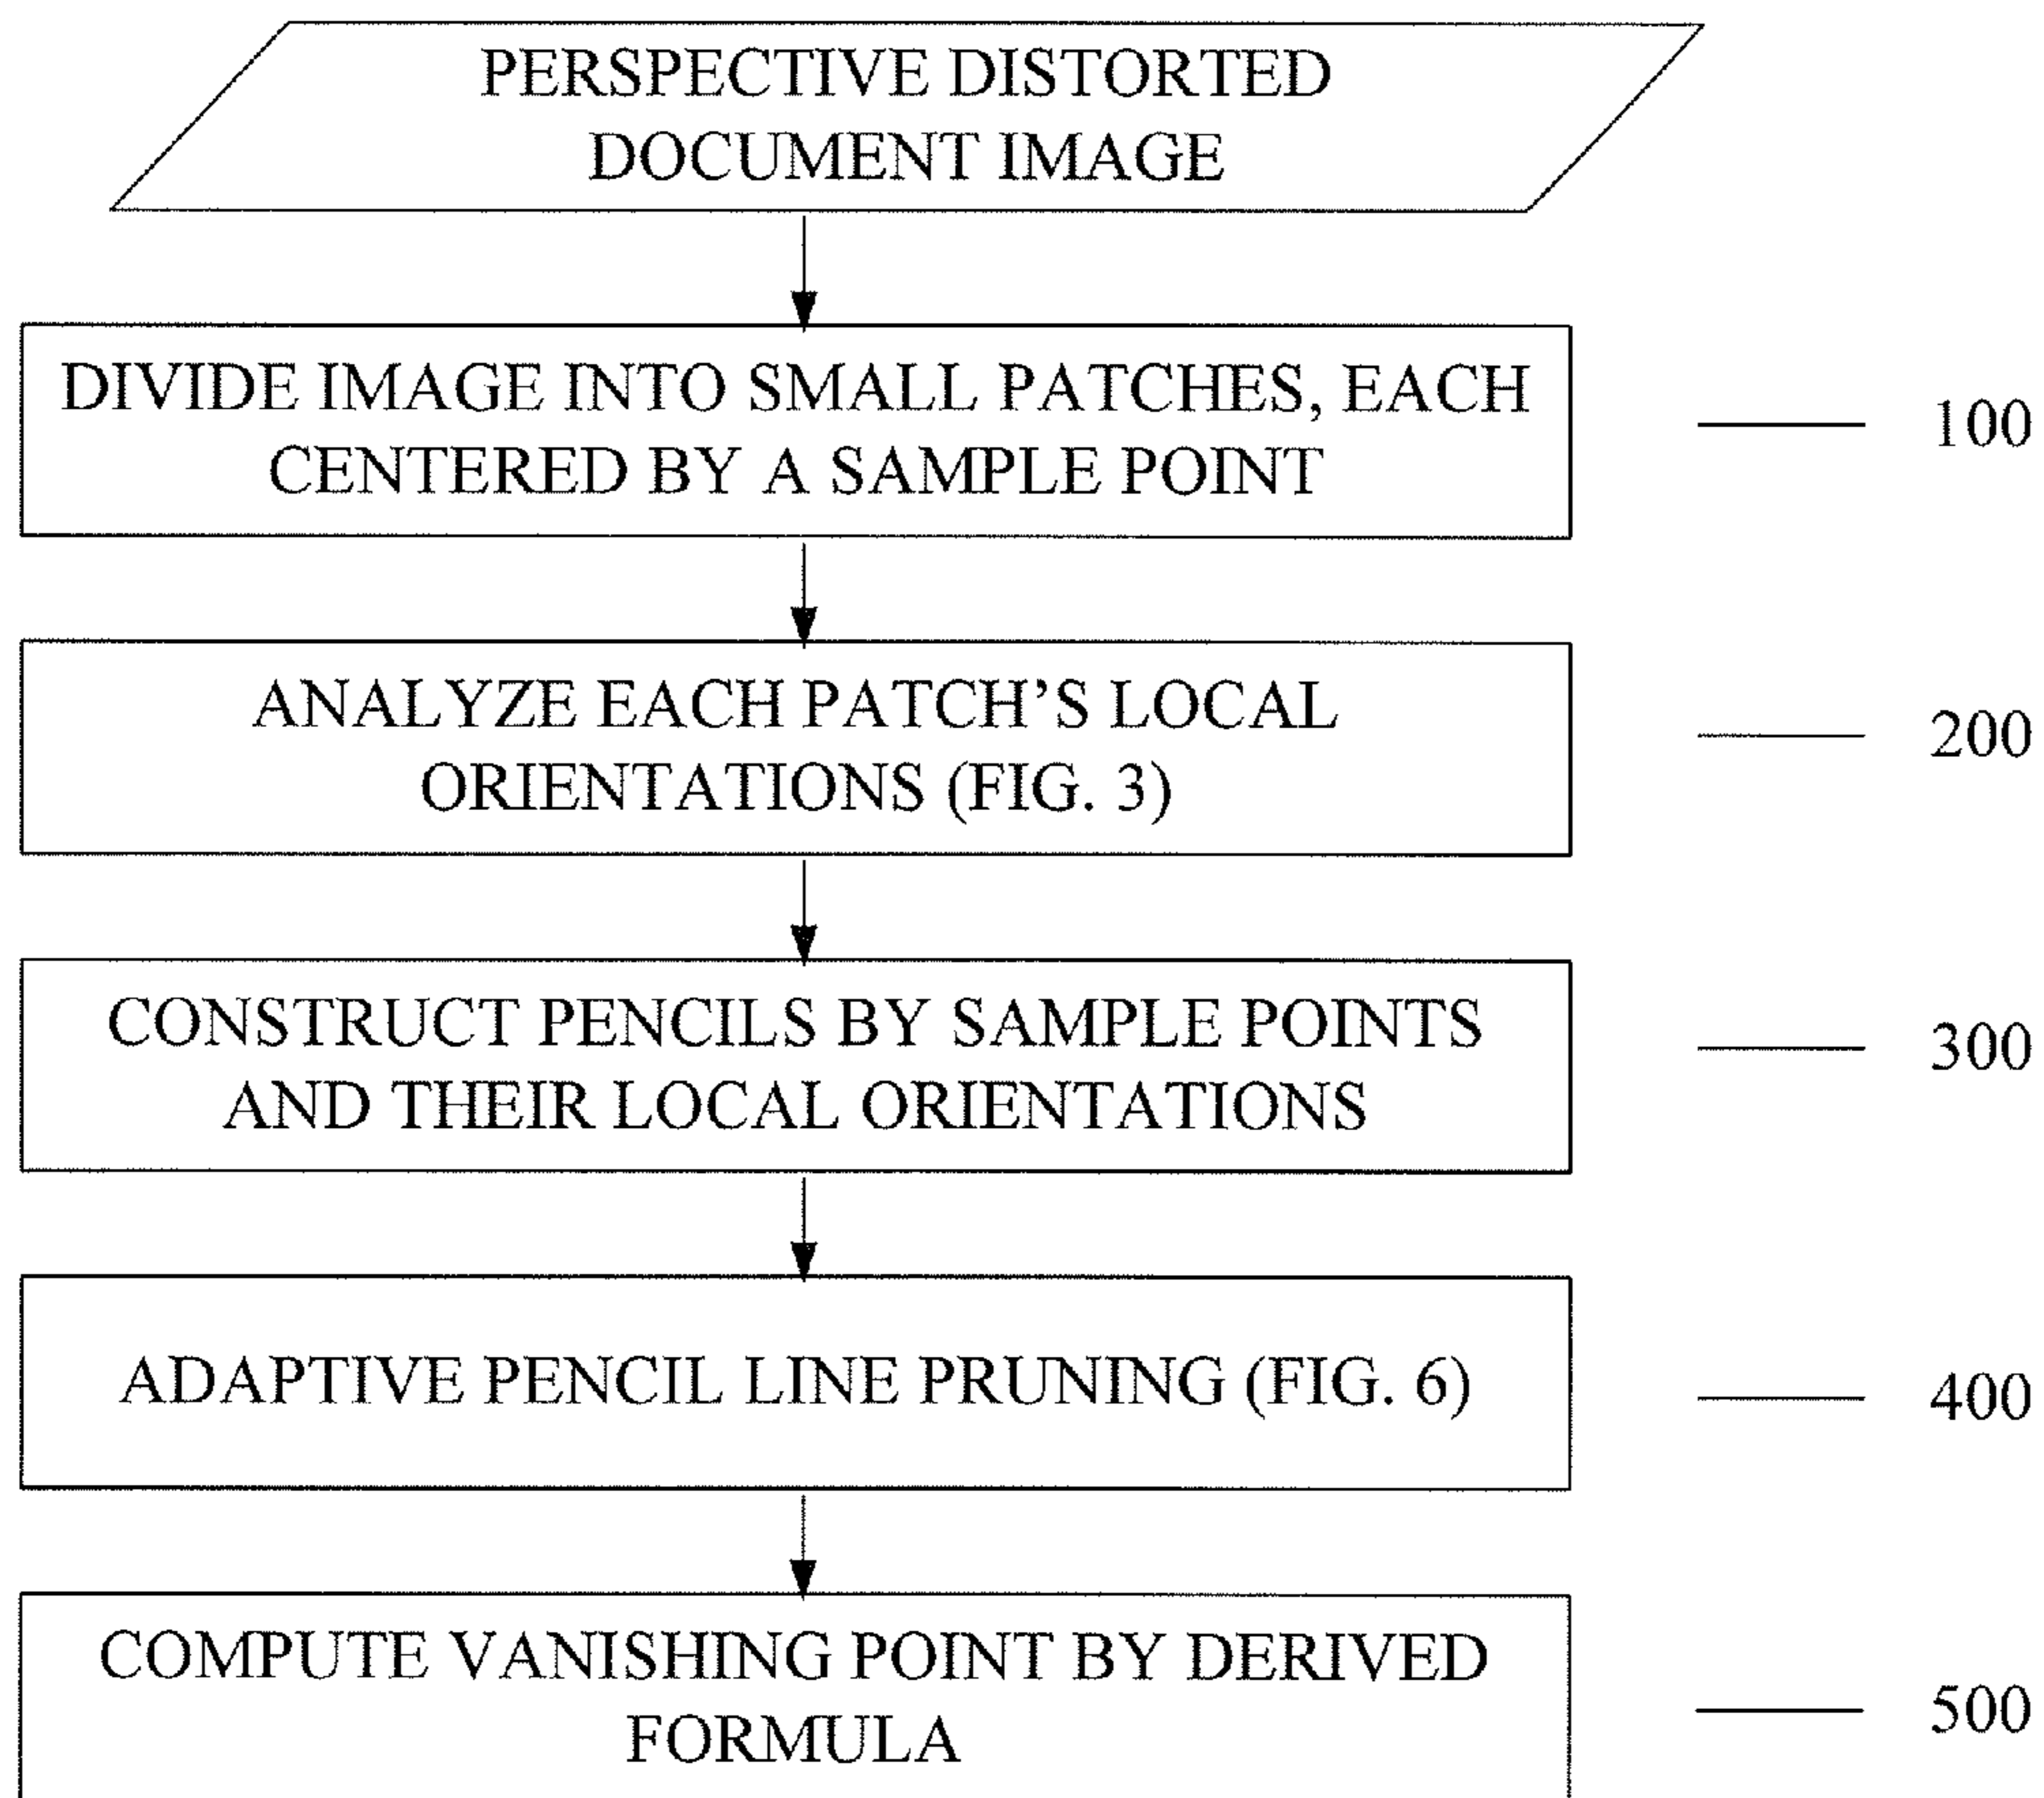 PERSPECTIVE DISTORTED
DOCUMENT IMAGE
DIVIDE IMAGE INTO SMALL PATCHES, EACH
CENTERED BY A SAMPLE POINT
100
ANALYZE EACH PATCH’S LOCAL
ORIENTATIONS (FIG. 3)
200
CONSTRUCT PENCILS BY SAMPLE POINTS
AND THEIR LOCAL ORIENTATIONS
300
ADAPTIVE PENCIL LINE PRUNING (FIG. 6)
400
COMPUTE VANISHING POINT BY DERIVED
FORMULA
500